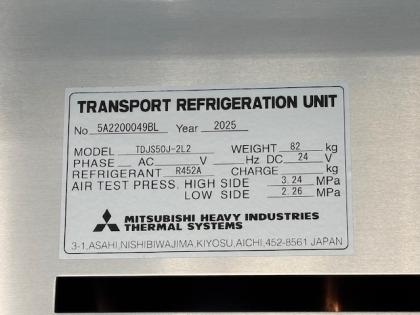 TRANSPORT REFRIGERATION UNIT
No 5A2200049BL Year 2025
MODEL TDJS50J-2L2 WEIGHT 82 kg
PHASE AC V Hz DC 24 V
REFRIGERANT R452A CHARGE kg
AIR TEST PRESS. HIGH SIDE 3.24 MPa
LOW SIDE 2.26 MPa
MITSUBISHI HEAVY INDUSTRIES
THERMAL SYSTEMS
3-1,ASAHI,NISHIBIWAJIMA,KIYOSU,AICHI,452-8561 JAPAN